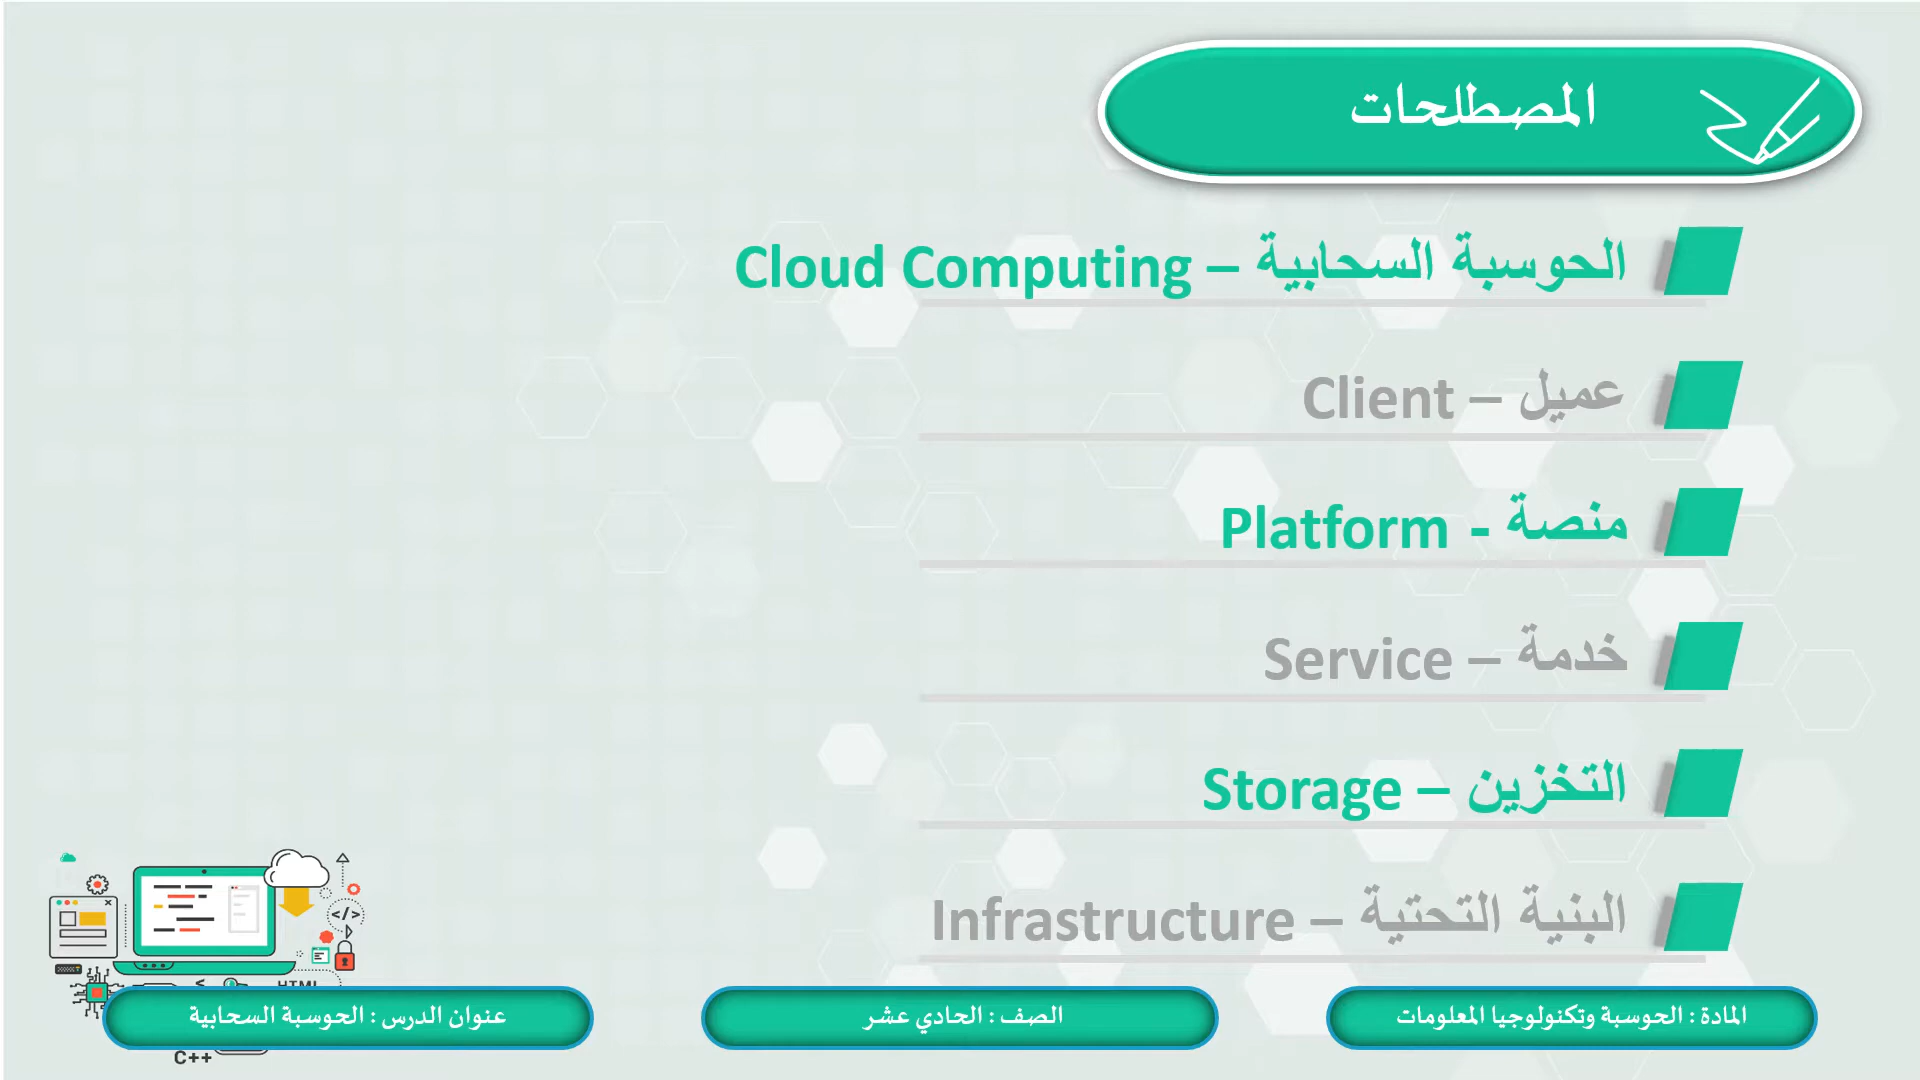 المصطلحات
الحوسبة السحابية – Cloud Computing
عميل – Client
منصة - Platform
خدمة – Service
التخزين – Storage
البنية التحتية – Infrastructure
</>
HTML
المادة : الحوسبة وتكنولوجيا المعلومات
الصف : الحادي عشر
عنوان الدرس : الحوسبة السحابية
C++